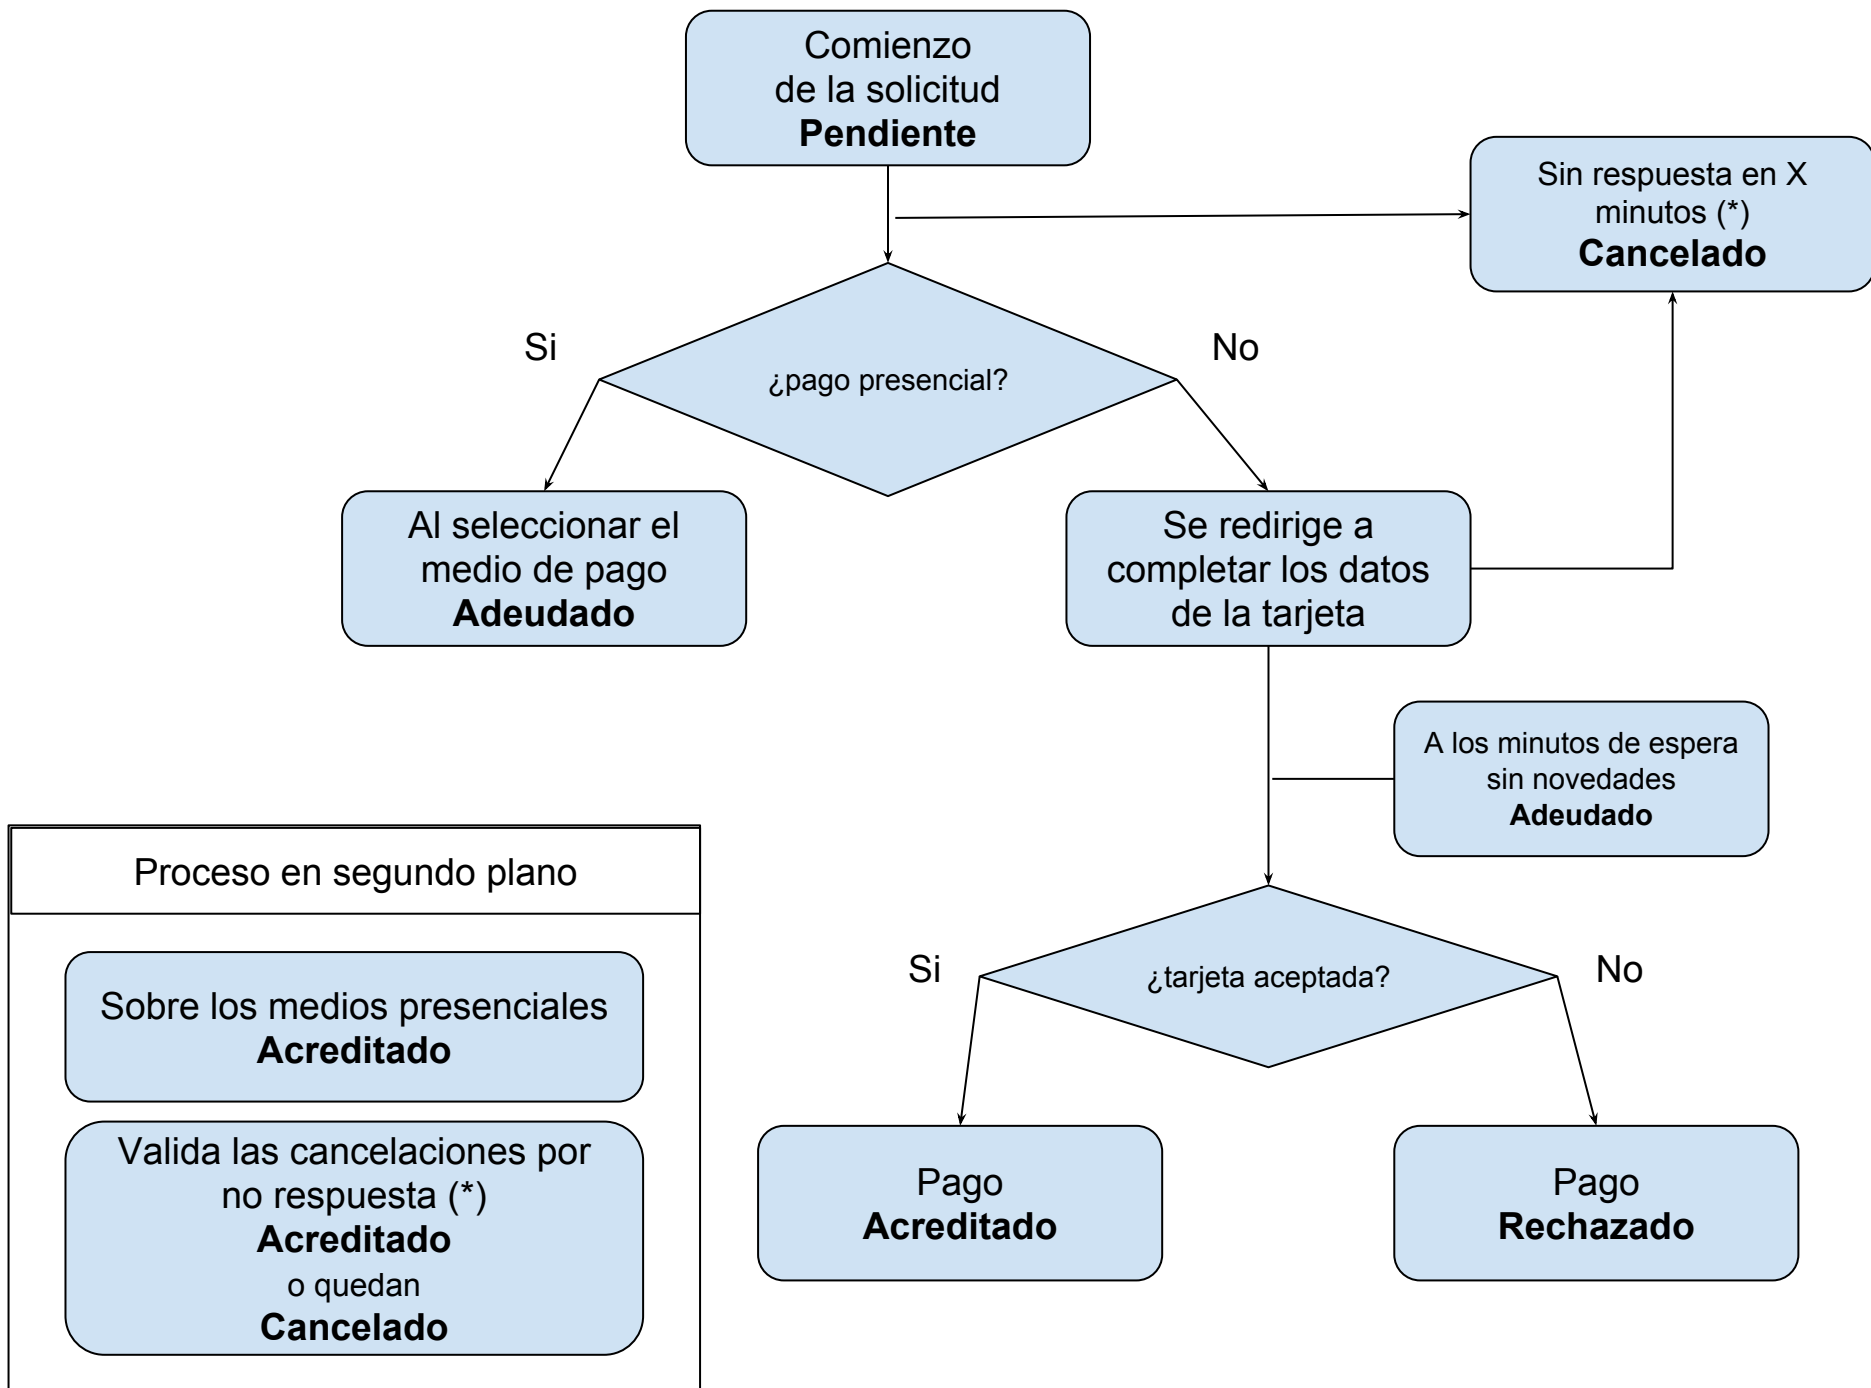 Comienzo
de la solicitud
Pendiente
Sin respuesta en X
minutos (*)
Cancelado
Si
No
¿pago presencial?
Al seleccionar el
medio de pago
Adeudado
Se redirige a
completar los datos
de la tarjeta
A los minutos de espera
sin novedades
Adeudado
Si
No
¿tarjeta aceptada?
Pago
Acreditado
Pago
Rechazado
Proceso en segundo plano
Sobre los medios presenciales
Acreditado
Valida las cancelaciones por
no respuesta (*)
Acreditado
o quedan
Cancelado